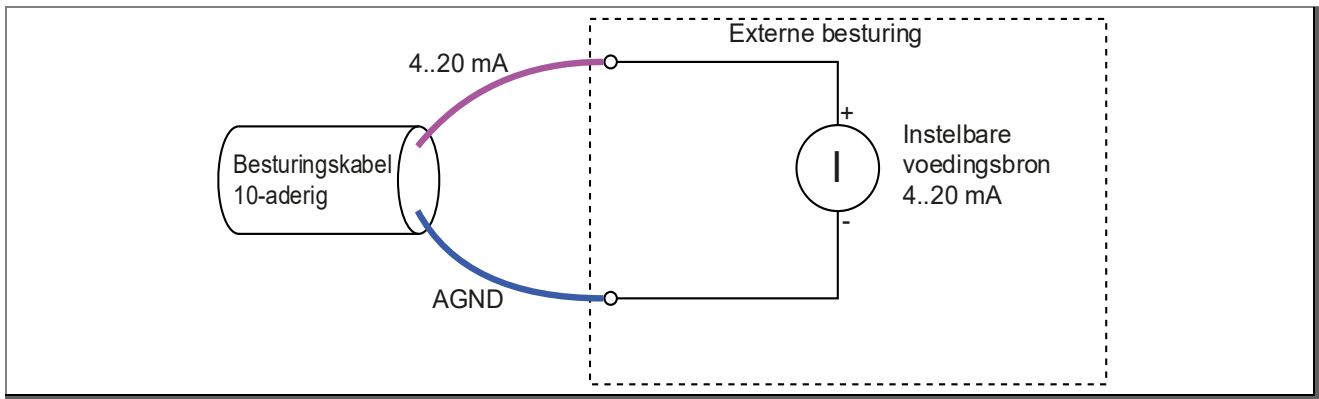 Externe besturing
4..20 mA
+
Instelbare
voedingsbron
4..20 mA
I
Besturingskabel
10-aderig
-
AGND